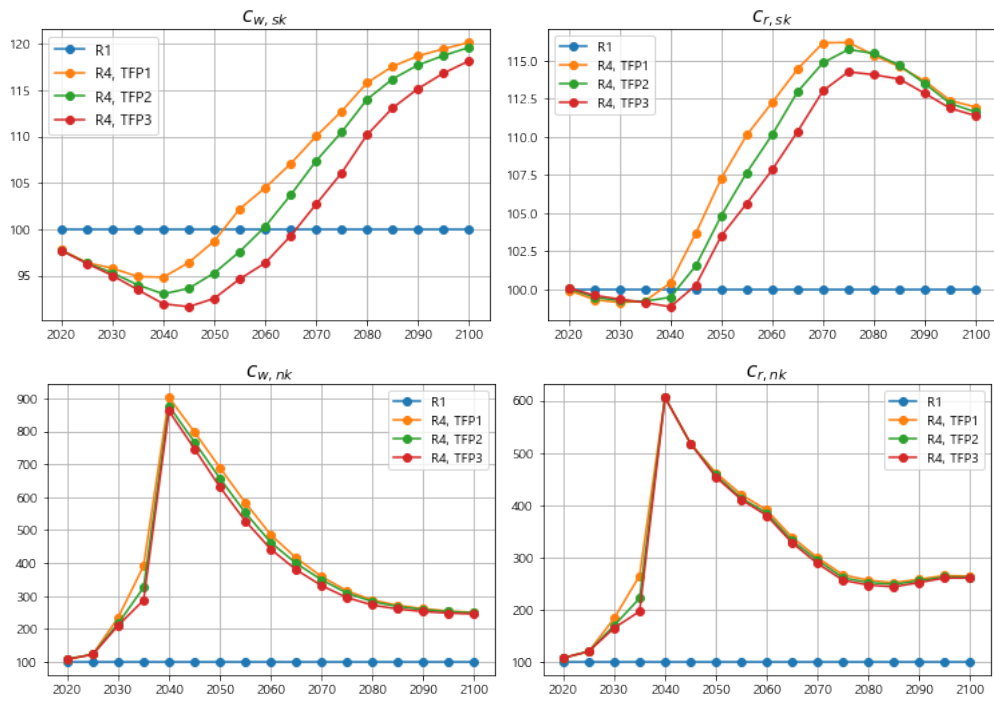 c_{w, sk}
120
115
110
105
100
95
2020 2030 2040 2050 2060 2070 2080 2090 2100
R1
R4, TFP1
R4, TFP2
R4, TFP3
c_{r, sk}
115.0
112.5
110.0
107.5
105.0
102.5
100.0
2020 2030 2040 2050 2060 2070 2080 2090 2100
R1
R4, TFP1
R4, TFP2
R4, TFP3
c_{w, nk}
900
800
700
600
500
400
300
200
100
2020 2030 2040 2050 2060 2070 2080 2090 2100
R1
R4, TFP1
R4, TFP2
R4, TFP3
c_{r, nk}
600
500
400
300
200
100
2020 2030 2040 2050 2060 2070 2080 2090 2100
R1
R4, TFP1
R4, TFP2
R4, TFP3